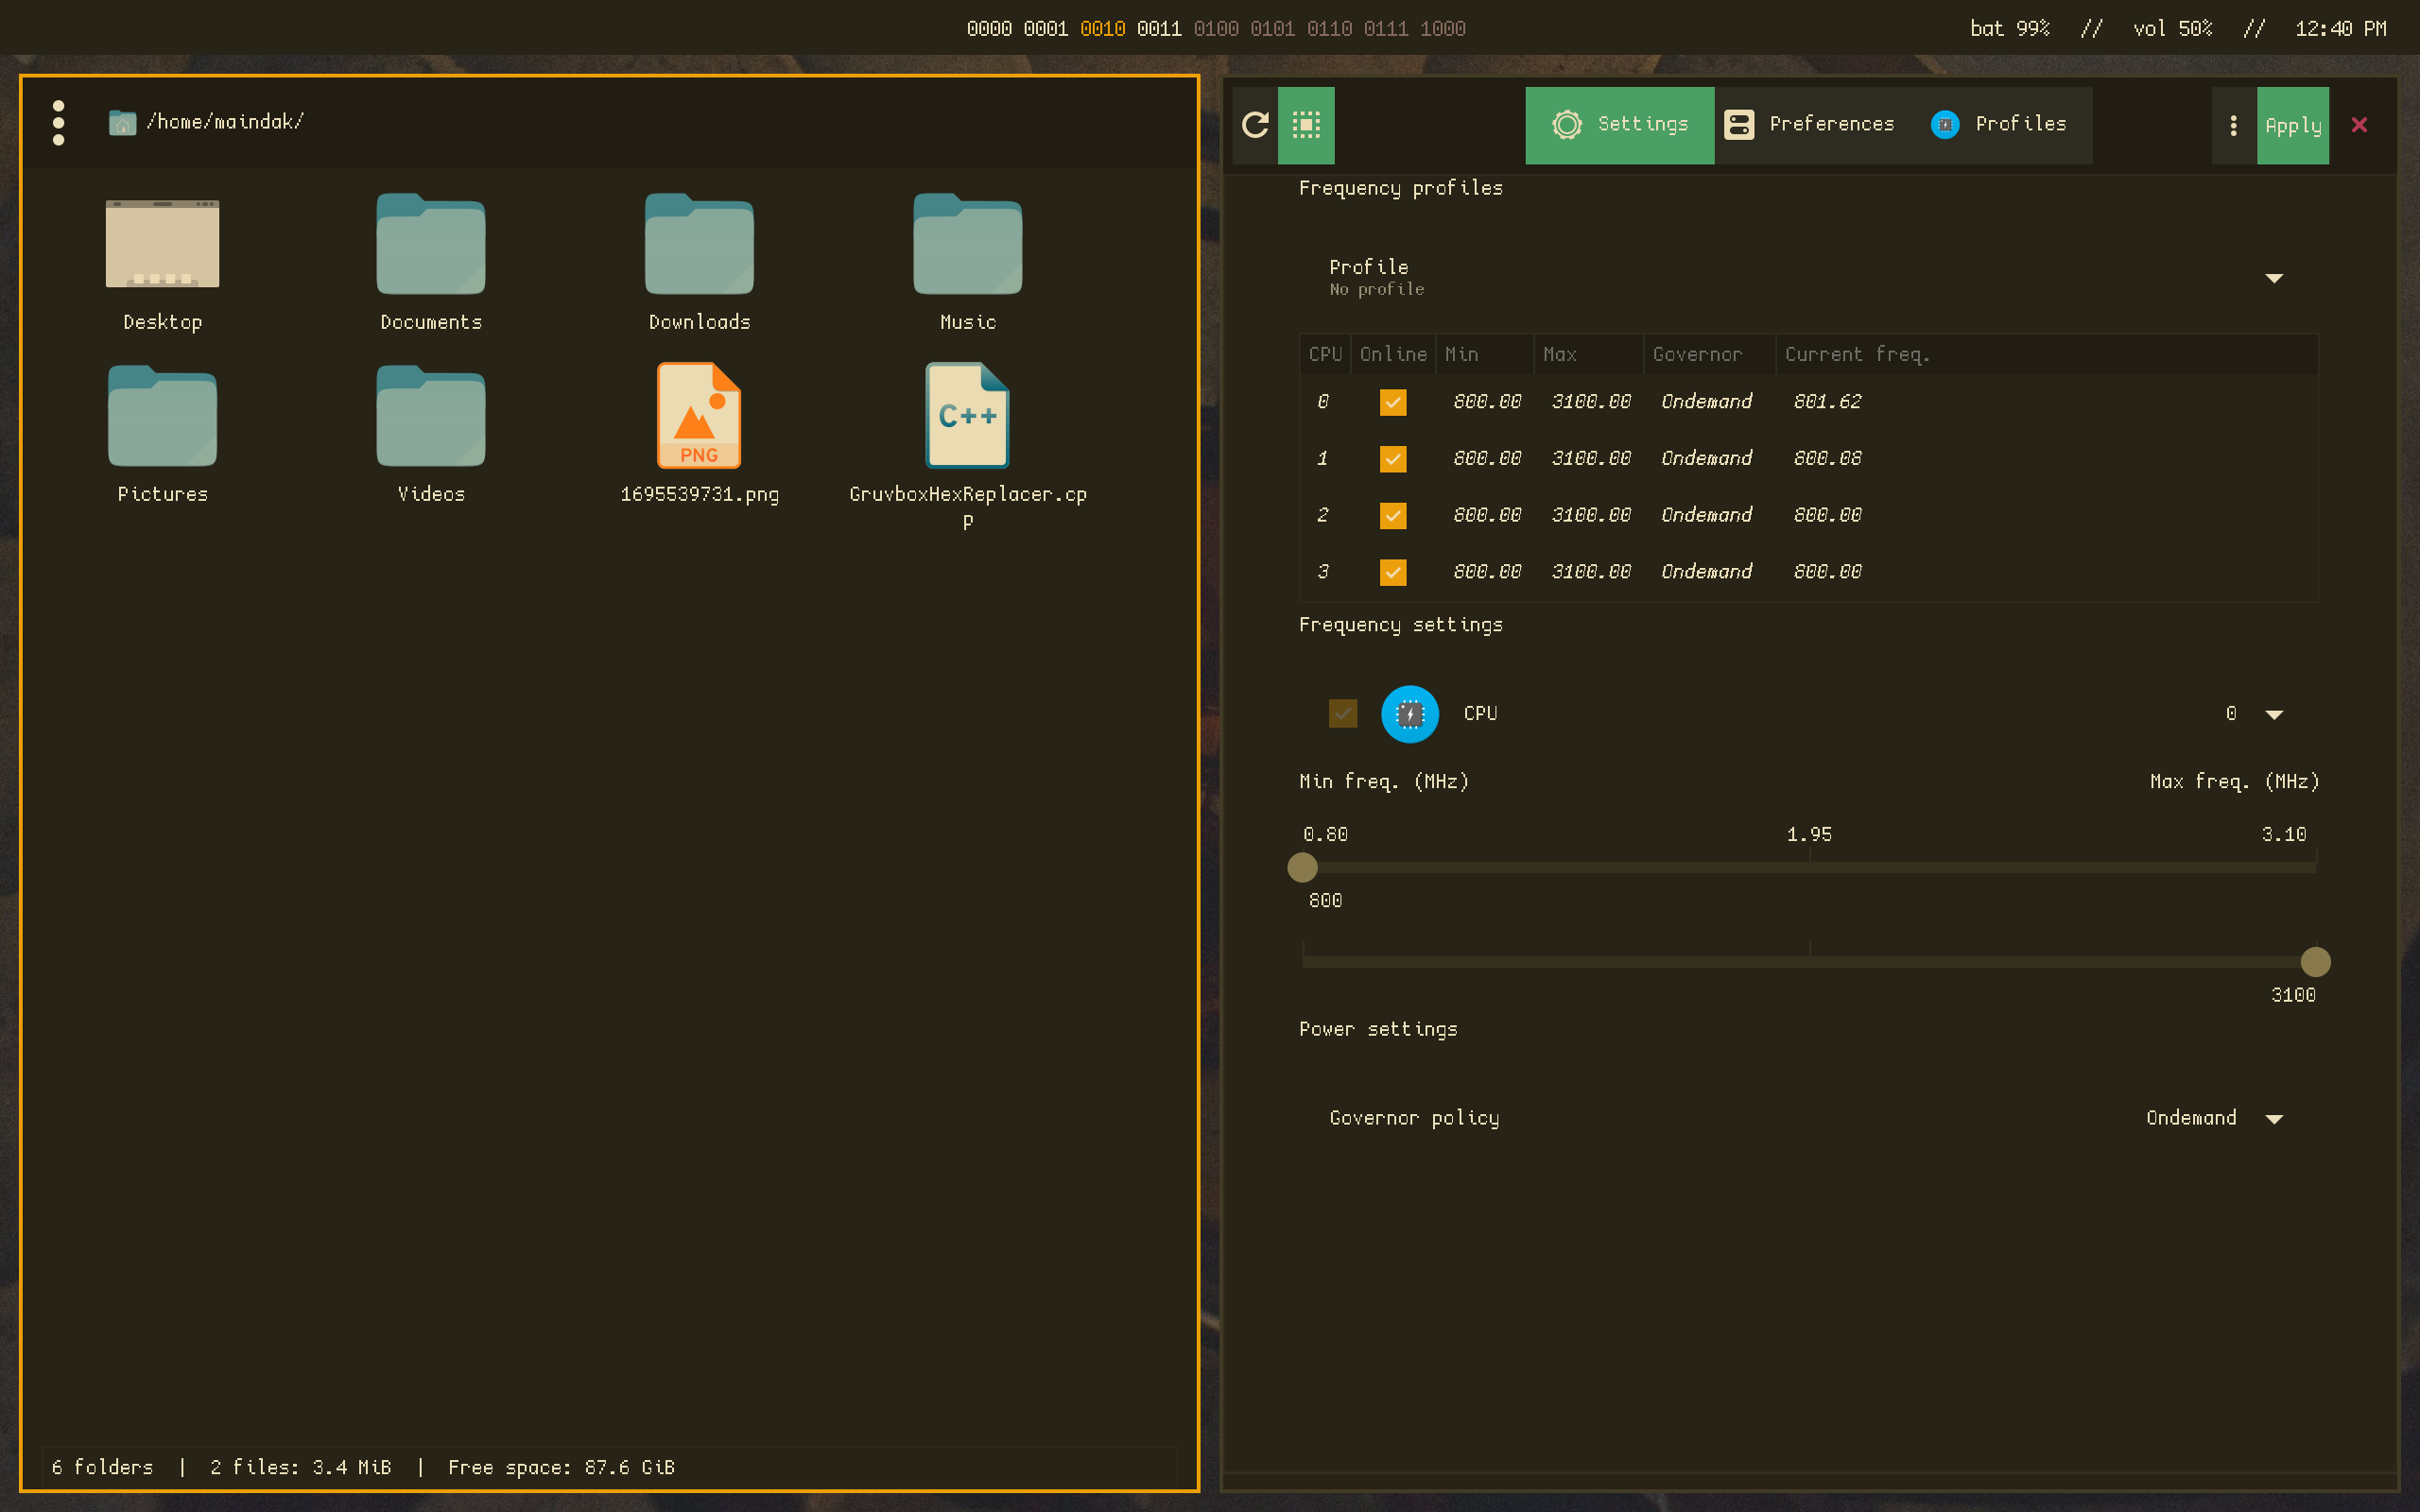 0000 0001 0010 0011 0100 0101 0110 0111 1000
bat 99% // vol 50% // 12:40 PM
/home/maindak/
Desktop Documents Downloads Music
PNG
C++
Pictures Videos 1695539731.png GruvboxHexReplacer.cp
p
6 folders | 2 files: 3.4 MiB | Free space: 87.6 GiB
Settings Preferences Profiles Apply
Frequency profiles
Profile
No profile
CPU Online Min Max Governor Current freq.
0 800.00 3100.00 Ondemand 801.62
1 800.00 3100.00 Ondemand 800.08
2 800.00 3100.00 Ondemand 800.00
3 800.00 3100.00 Ondemand 800.00
Frequency settings
CPU 0
Min freq. (MHz) Max freq. (MHz)
0.80 1.95 3.10
800
3100
Power settings
Governor policy Ondemand